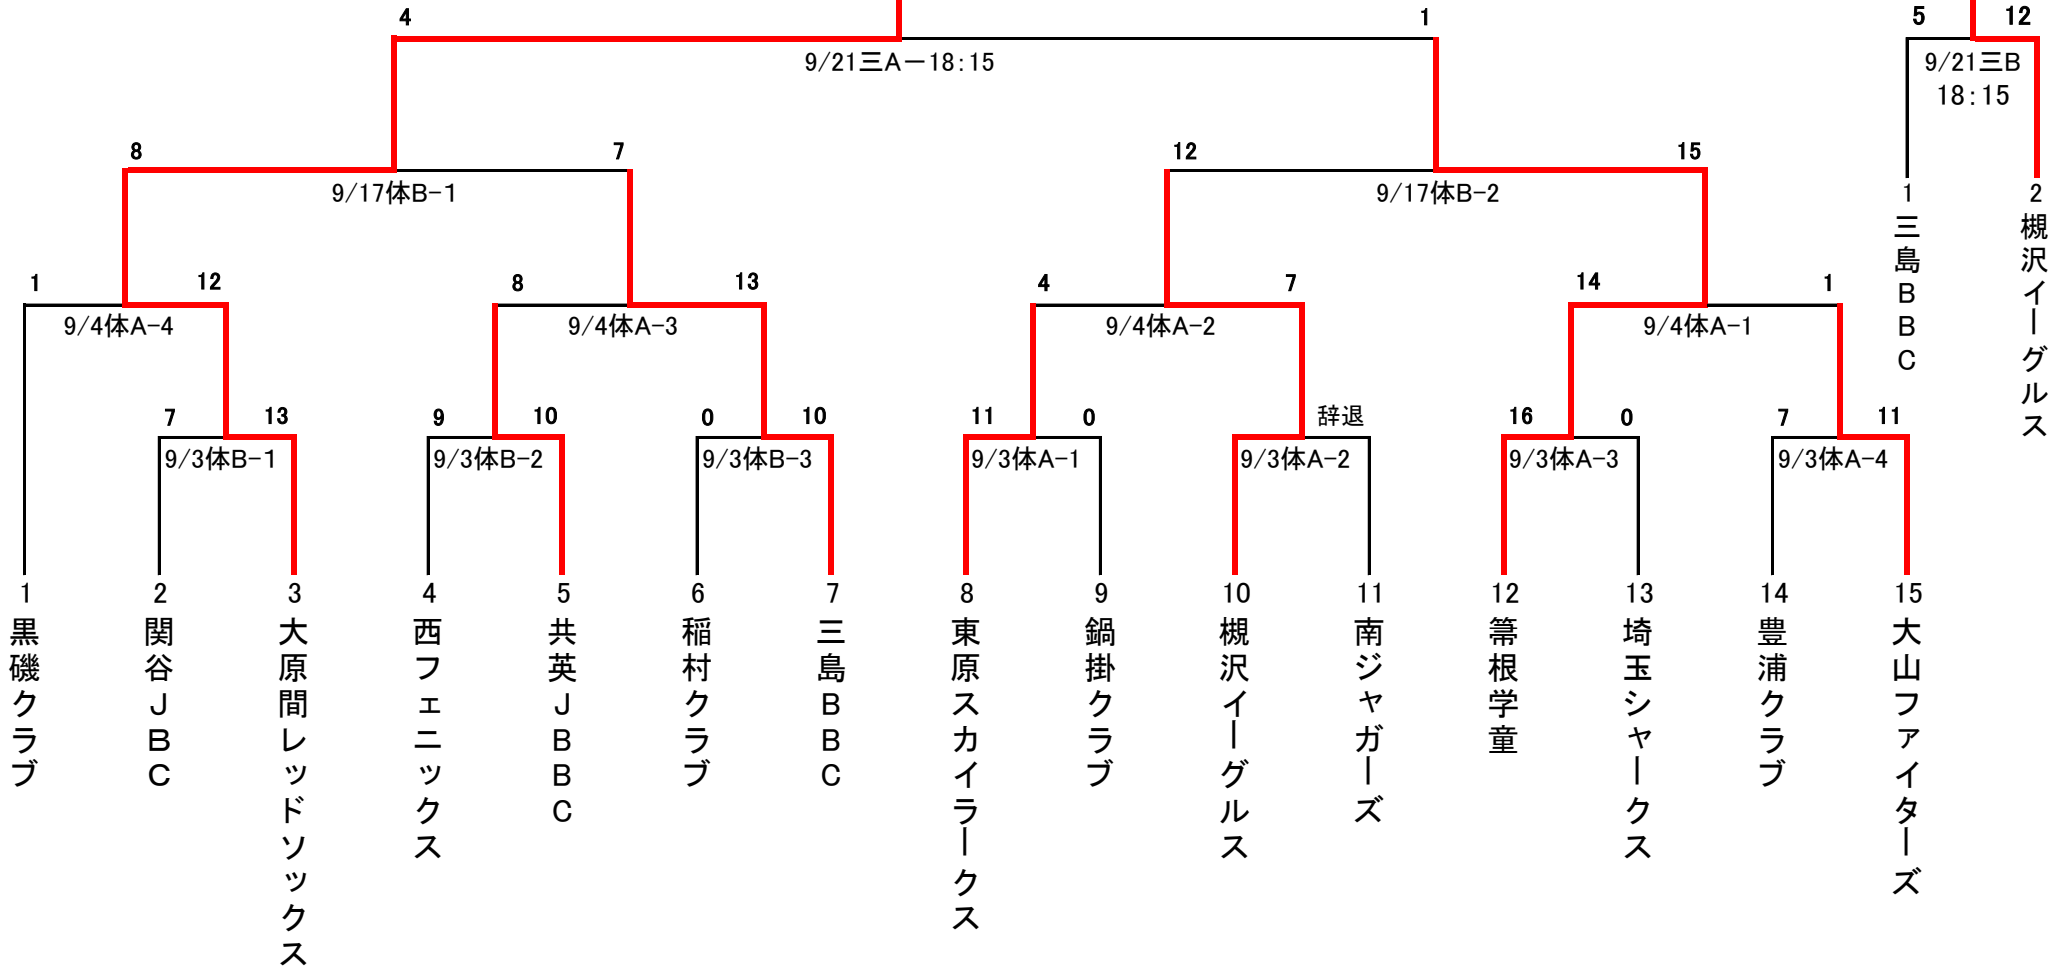 4 1 5 12
9/21三A－18：15
9/21三B
18：15
8 7 12 15
9/17体B-1 9/17体B-2
1 2
三島BBC
槻沢イーグルス
1 12 8 13 4 7 14 1
9/4体A-4 9/4体A-3 9/4体A-2 9/4体A-1
7 13 9 10 0 10 11 0 辞退 16 0 7 11
9/3体B-1 9/3体B-2 9/3体B-3 9/3体A-1 9/3体A-2 9/3体A-3 9/3体A-4
1 2 3 4 5 6 7 8 9 10 11 12 13 14 15
黒磯クラブ
関谷JBC
大原間レッドソックス
西フェニックス
共英JBBC
稲村クラブ
三島BBC
東原スカイラークス
鍋掛クラブ
槻沢イーグルス
南ジャガーズ
箒根学童
埼玉シャークス
豊浦クラブ
大山ファイターズ